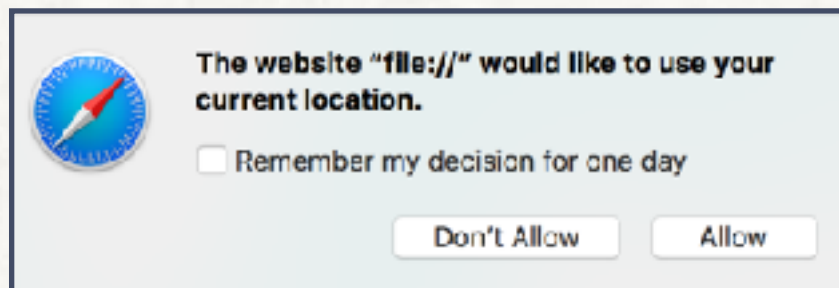 The website "file://" would like to use your
current location.
Remember my decision for one day
Don't Allow
Allow